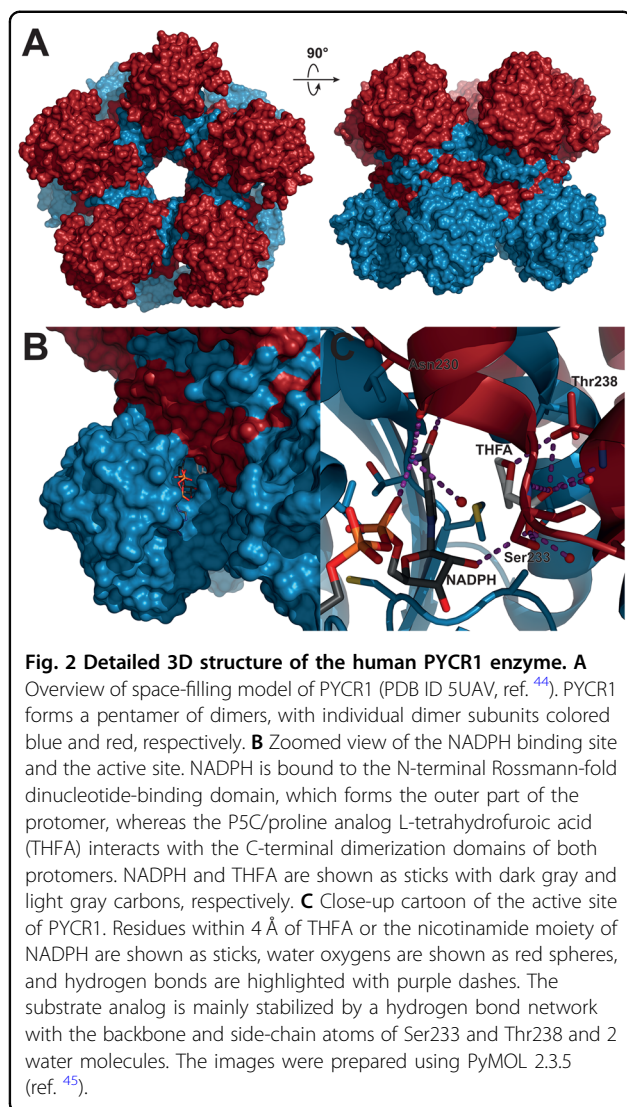 A
90°
B
C
Asn230
Thr238
THFA
Ser233
NADPH
Fig. 2 Detailed 3D structure of the human PYCR1 enzyme. A
Overview of space-filling model of PYCR1 (PDB ID 5UAV, ref. 44). PYCR1
forms a pentamer of dimers, with individual dimer subunits colored
blue and red, respectively. B Zoomed view of the NADPH binding site
and the active site. NADPH is bound to the N-terminal Rossmann-fold
dinucleotide-binding domain, which forms the outer part of the
protomer, whereas the P5C/proline analog L-tetrahydrofuroic acid
(THFA) interacts with the C-terminal dimerization domains of both
protomers. NADPH and THFA are shown as sticks with dark gray and
light gray carbons, respectively. C Close-up cartoon of the active site
of PYCR1. Residues within 4 Å of THFA or the nicotinamide moiety of
NADPH are shown as sticks, water oxygens are shown as red spheres,
and hydrogen bonds are highlighted with purple dashes. The
substrate analog is mainly stabilized by a hydrogen bond network
with the backbone and side-chain atoms of Ser233 and Thr238 and 2
water molecules. The images were prepared using PyMOL 2.3.5
(ref. 45).